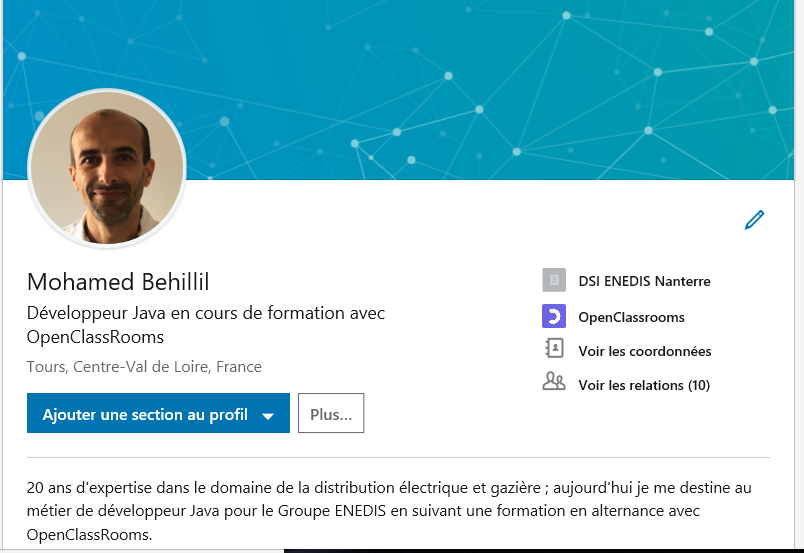 Mohamed Behillil
Développeur Java en cours de formation avec
OpenClassRooms
Tours, Centre-Val de Loire, France
Ajouter une section au profil
Plus...
DSI ENEDIS Nanterre
OpenClassrooms
Voir les coordonnées
Voir les relations (10)
20 ans d'expertise dans le domaine de la distribution électrique et gazière ; aujourd'hui je me destine au
métier de développeur Java pour le Groupe ENEDIS en suivant une formation en alternance avec
OpenClassRooms.